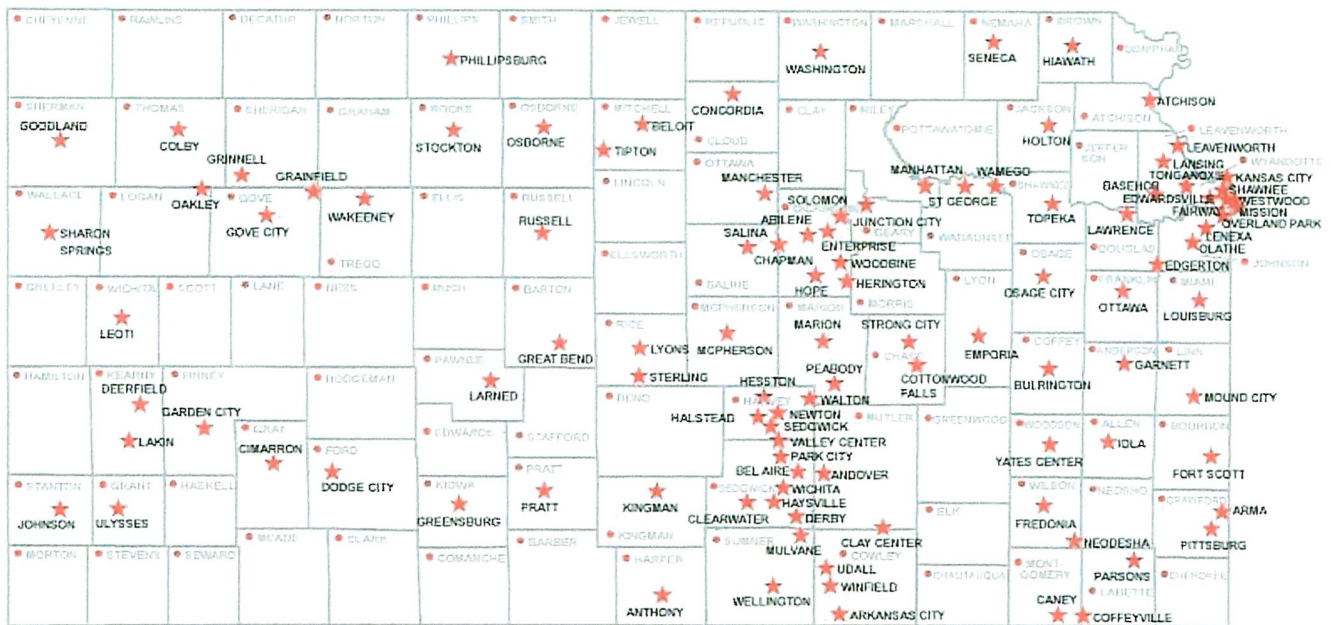 CHEYENNE
RAWLINS
DECATUR
NORTON
PHILLIPS
SMITH
JEWELL
REPUBLIC
WASHINGTON
MARSHALL
NEMAHA
BROWN
DONIPHAN
PHILLIPSBURG
WASHINGTON
SENECA
HIAWATH
SHERMAN
THOMAS
SHERIDAN
GRAHAM
ROOKS
OSBORNE
MITCHELL
CONCORDIA
CLAY
RILEY
JACKSON
ATCHISON
ATCHISON
GOODLAND
COLBY
STOCKTON
OSBORNE
BELOIT
CLOUD
POTTAWATOMIE
HOLTON
LEAVENWORTH
GRINNELL
TIPTON
OTTAWA
JEFFER
SON
LEAVENWORTH
WYANDOTTE
LANSING
GRAINFIELD
LINCOLN
MANCHESTER
MANHATTAN
WAMEGO
SHAWNEE
TONGANOXIE
KANSAS CITY
WALLACE
LOGAN
OAKLEY
GOVE
WAKEENEY
ELLIS
RUSSELL
SOLOMON
ST GEORGE
BASEHOR
SHAWNEE
EDWARDSVILLE
WESTWOOD
GOVE CITY
RUSSELL
ABILENE
JUNCTION CITY
TOPEKA
LAWRENCE
FAIRWAY
MISSION
OVERLAND PARK
SHARON
SPRINGS
SALINA
ENTERPRISE
GEARY
WABAUNSEE
DOUGLAS
LENEXA
OLATHE
TREGO
ELLSWORTH
CHAPMAN
WOODBINE
OSAGE
EDGERTON
JOHNSON
GREELEY
WICHITA
SCOTT
LANE
NESS
RUSH
BARTON
SALINE
HOPE
HERINGTON
LYON
OSAGE CITY
FRANKLIN
MIAMI
MCPHERSON
MARION
MORRIS
OTTAWA
LOUISBURG
LEOTI
RICE
MARION
STRONG CITY
GREAT BEND
LYONS
MCPHERSON
CHASE
EMPORIA
COFFEY
ANDERSON
LINN
PAWNEE
PEABODY
GARNETT
HAMILTON
KEARNY
FINNEY
HODGEMAN
STERLING
HESSTON
COTTONWOOD
FALLS
BULRINGTON
DEERFIELD
LARNED
RENO
HARVEY
WALTON
MOUND CITY
GARDEN CITY
HALSTEAD
NEWTON
BUTLER
GREENWOOD
GRAY
EDWARDS
STAFFORD
SEDGWICK
WOODSON
ALLEN
BOURBON
LAKIN
CIMARRON
FORD
VALLEY CENTER
YATES CENTER
IOLA
PARK CITY
FORT SCOTT
DODGE CITY
PRATT
BEL AIRE
ANDOVER
STANTON
GRANT
HASKELL
KIOWA
SEDGWICK
WICHITA
WILSON
NEOSHO
CRAWFORD
JOHNSON
ULYSSES
GREENSBURG
PRATT
KINGMAN
HAYSVILLE
ELK
FREDONIA
ARMA
CLEARWATER
DERBY
MEADE
CLARK
BARBER
KINGMAN
SUMNER
MULVANE
CLAY CENTER
NEODESHA
PITTSBURG
MORTON
STEVENS
SEWARD
COMANCHE
HARPER
COWLEY
UDALL
CHAUTAUQUA
MONT-
GOMERY
PARSONS
CHEROKEE
WELLINGTON
WINFIELD
LABETTE
ANTHONY
CANEY
ARKANSAS CITY
COFFEYVILLE